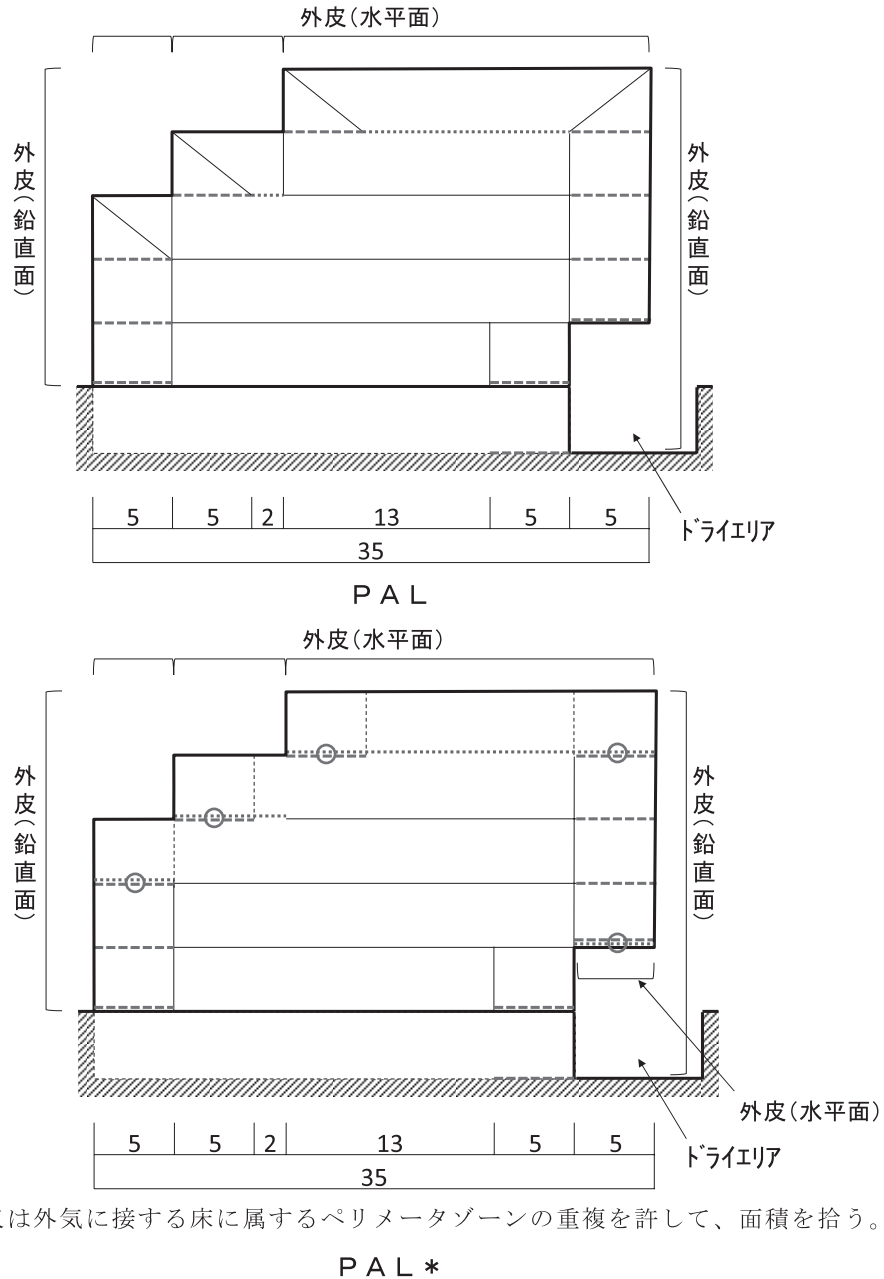 外皮（水平面）
外皮（鉛直面）
外皮（鉛直面）
5 5 2 13 5 5
35
ﾄﾞﾗｲｴﾘｱ
ＰＡＬ
外皮（水平面）
外皮（鉛直面）
外皮（鉛直面）
外皮（水平面）
5 5 2 13 5 5
35
ﾄﾞﾗｲｴﾘｱ
は外気に接する床に属するペリメータゾーンの重複を許して、面積を拾う。
ＰＡＬ＊